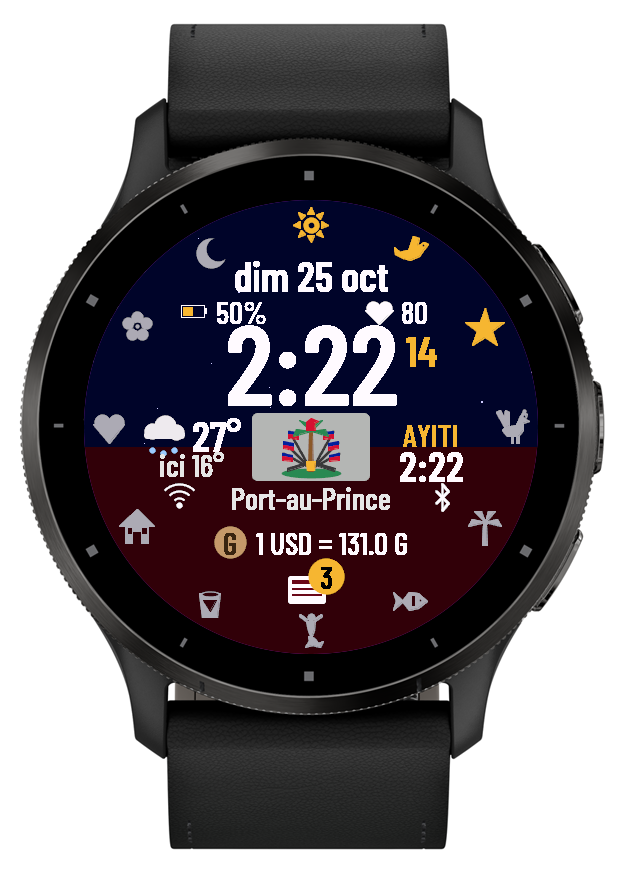 dim 25 oct
50% 80
2:22 14
27° AYITI
ici 16° 2:22
Port-au-Prince
G 1 USD = 131.0 G
3